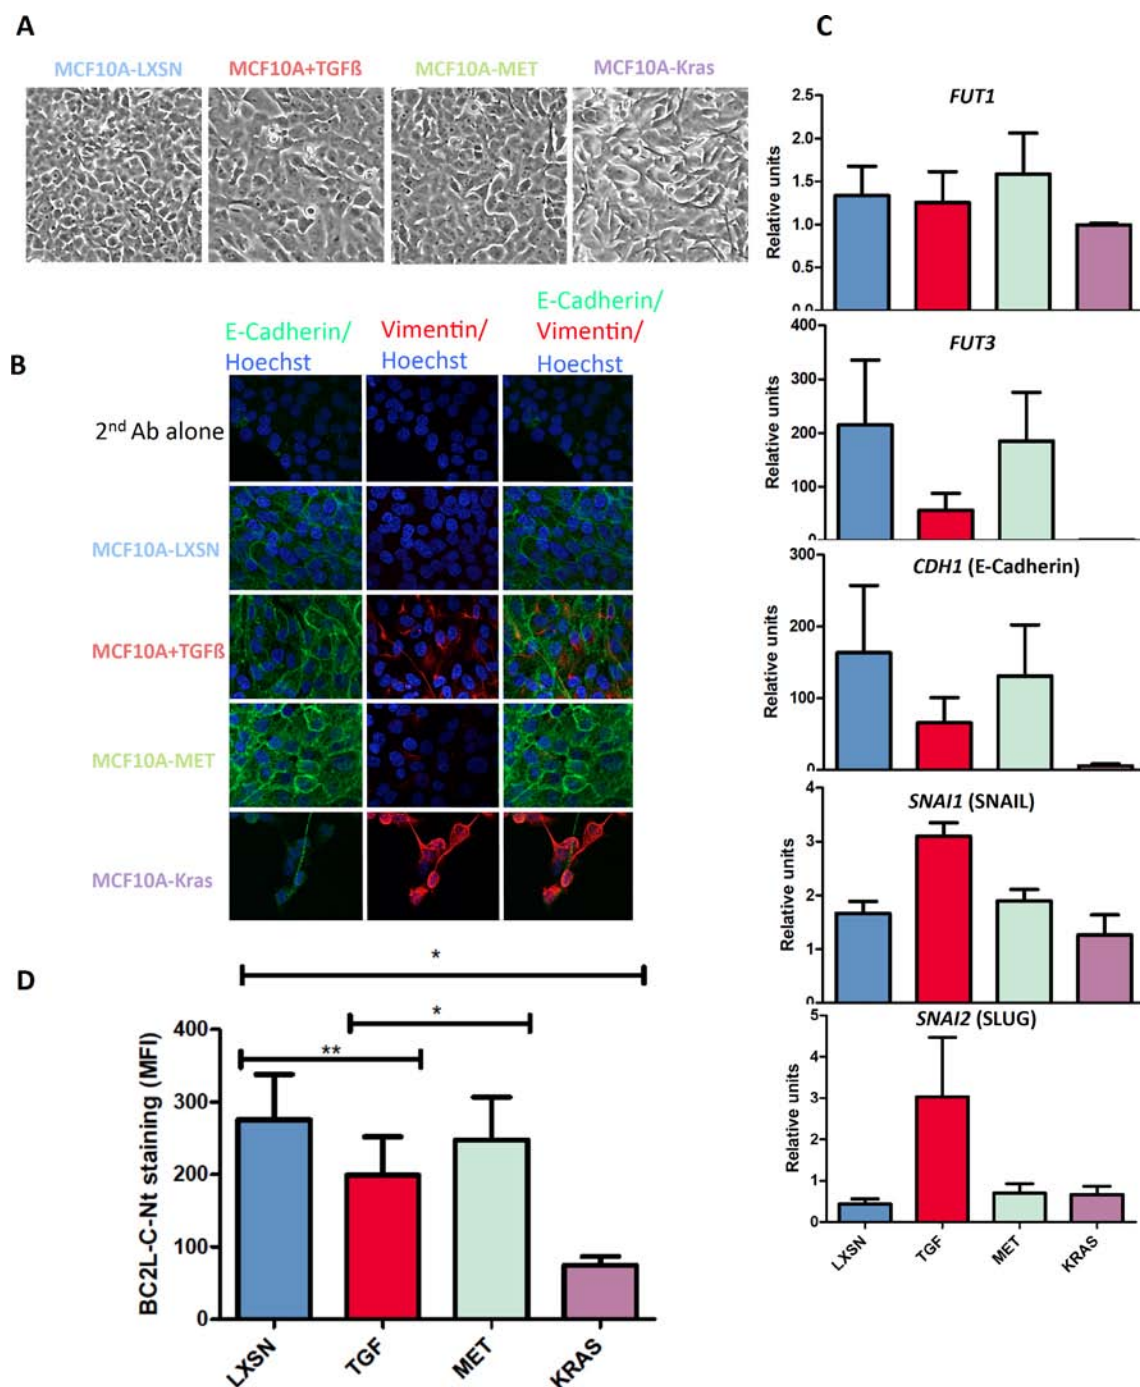 A
MCF10A-LXSN
MCF10A+TGFß
MCF10A-MET
MCF10A-Kras
B
E-Cadherin/
Hoechst
Vimentin/
Hoechst
E-Cadherin/
Vimentin/
Hoechst
2nd Ab alone
MCF10A-LXSN
MCF10A+TGFß
MCF10A-MET
MCF10A-Kras
C
FUT1
Relative units
2.5
2.0
1.5
1.0
0.5
0.0
FUT3
Relative units
400
300
200
100
0
CDH1 (E-Cadherin)
Relative units
300
200
100
0
SNAI1 (SNAIL)
Relative units
4
3
2
1
0
SNAI2 (SLUG)
Relative units
5
4
3
2
1
0
LXSN
TGF
MET
KRAS
D
*
*
**
BC2L-C-Nt staining (MFI)
400
300
200
100
0
LXSN
TGF
MET
KRAS